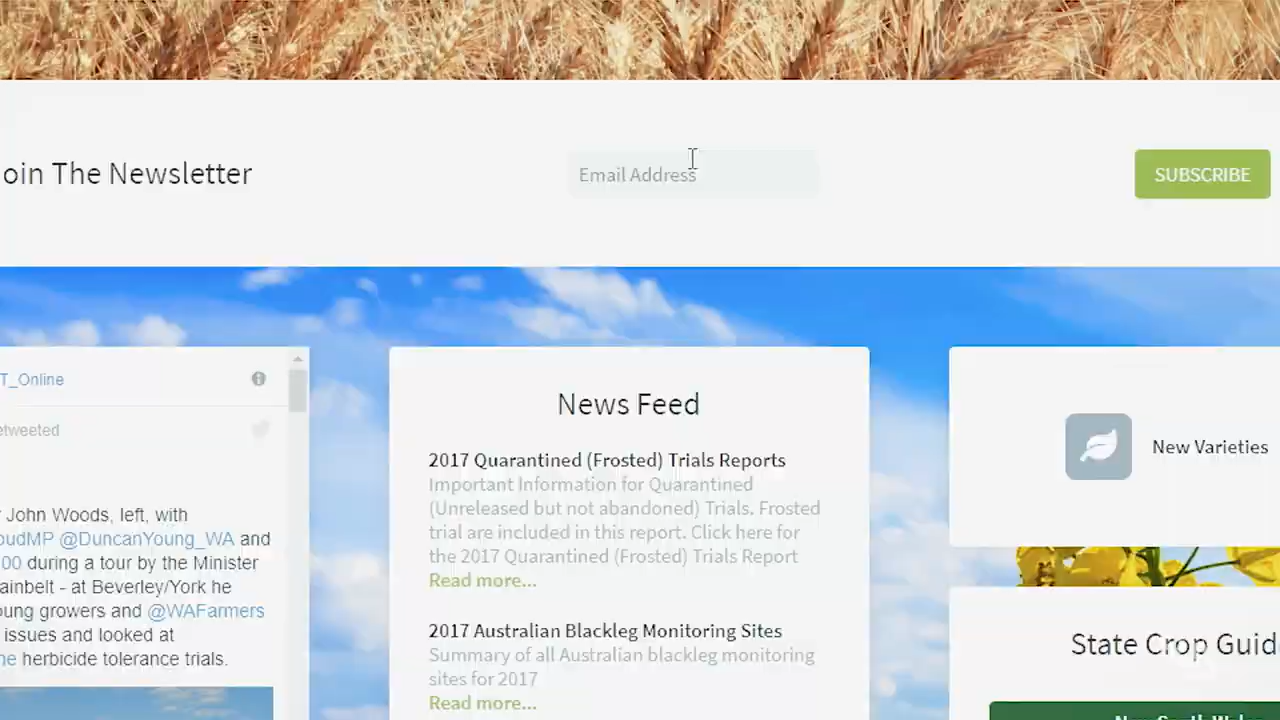 oin The Newsletter
Email Address
SUBSCRIBE
T_Online
etweeted
John Woods, left, with
oudMP @DuncanYoung_WA and
00 during a tour by the Minister
ainbelt - at Beverley/York he
oung growers and @WAFarmers
issues and looked at
ne herbicide tolerance trials.
News Feed
2017 Quarantined (Frosted) Trials Reports
Important Information for Quarantined
(Unreleased but not abandoned) Trials. Frosted
trial are included in this report. Click here for
the 2017 Quarantined (Frosted) Trials Report
Read more...
2017 Australian Blackleg Monitoring Sites
Summary of all Australian blackleg monitoring
sites for 2017
Read more...
New Varieties
State Crop Guid
New South Wales